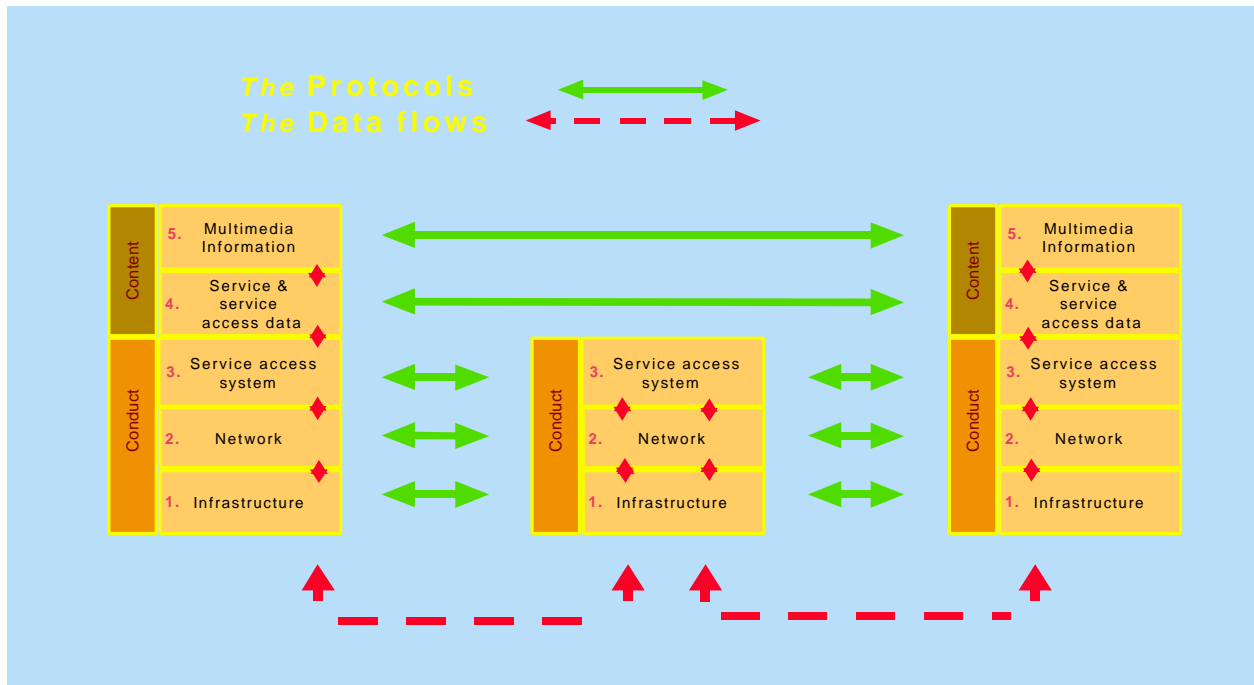 The Protocols
The Data flows
Content
5. Multimedia
Information
4. Service &
service
access data
Conduct
3. Service access
system
2. Network
1. Infrastructure
Conduct
3. Service access
system
2. Network
1. Infrastructure
Content
5. Multimedia
Information
4. Service &
service
access data
Conduct
3. Service access
system
2. Network
1. Infrastructure